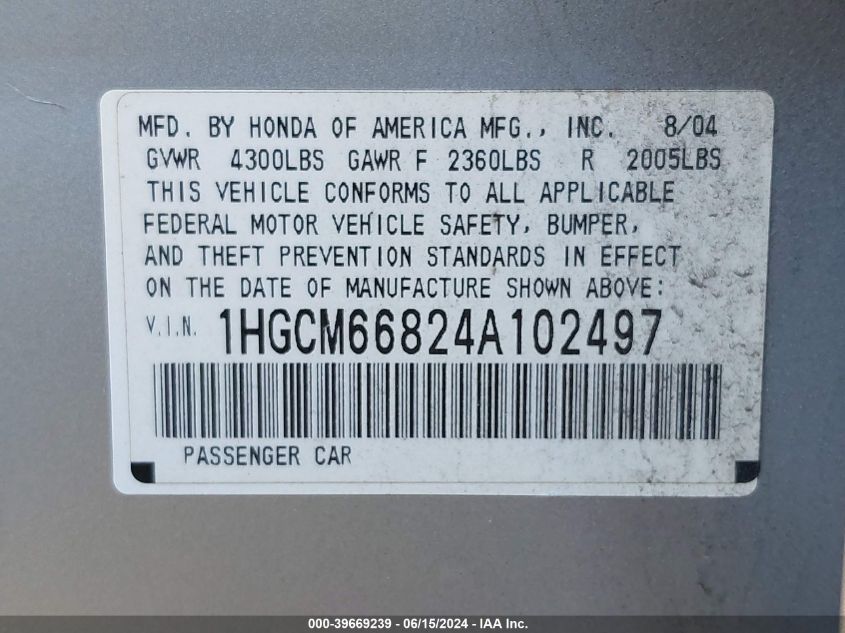 MFD. BY HONDA OF AMERICA MFG., INC. 8/04
GVWR 4300LBS GAWR F 2360LBS R 2005LBS
THIS VEHICLE CONFORMS TO ALL APPLICABLE
FEDERAL MOTOR VEHICLE SAFETY, BUMPER,
AND THEFT PREVENTION STANDARDS IN EFFECT
ON THE DATE OF MANUFACTURE SHOWN ABOVE:
V.I.N. 1HGCM66824A102497
PASSENGER CAR
000-39669239 - 06/15/2024 - IAA Inc.